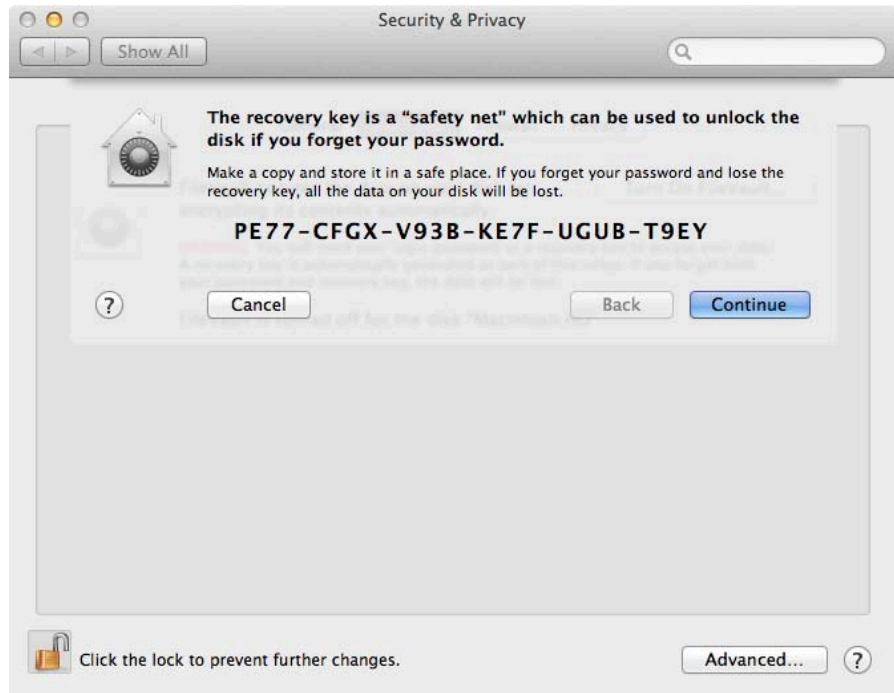 Security & Privacy
Show All
The recovery key is a “safety net” which can be used to unlock the
disk if you forget your password.
Make a copy and store it in a safe place. If you forget your password and lose the
recovery key, all the data on your disk will be lost.
PE77-CFGX-V93B-KE7F-UGUB-T9EY
?
Cancel
Back
Continue
Click the lock to prevent further changes.
Advanced...
?